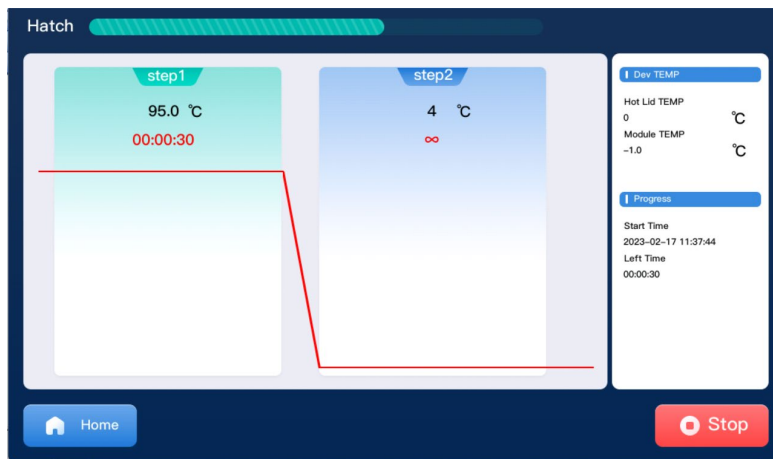 Hatch
step1
95.0 ℃
00:00:30
step2
4 ℃
∞
Dev TEMP
Hot Lid TEMP
0 ℃
Module TEMP
-1.0 ℃
Progress
Start Time
2023-02-17 11:37:44
Left Time
00:00:30
Home
Stop